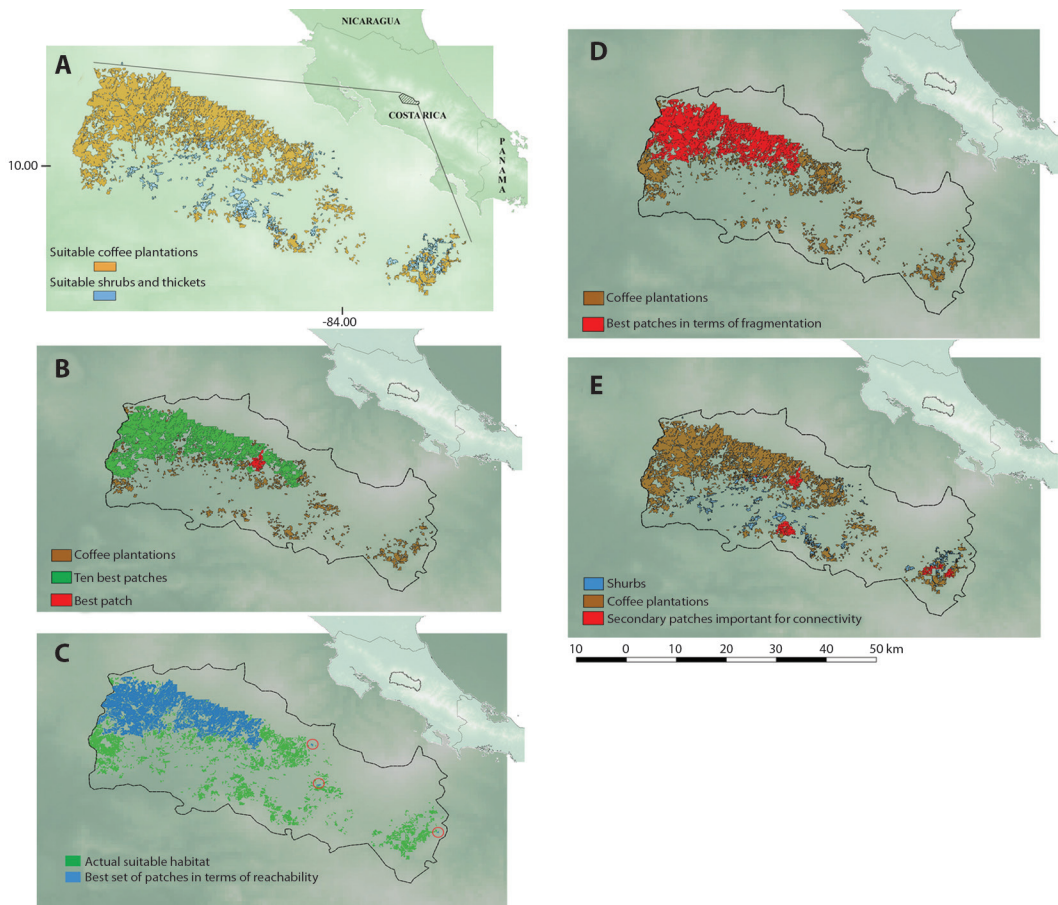 A
NICARAGUA
COSTA RICA
PANAMA
10.00
Suitable coffee plantations
Suitable shrubs and thickets
-84.00
B
Coffee plantations
Ten best patches
Best patch
C
Actual suitable habitat
Best set of patches in terms of reachability
D
Coffee plantations
Best patches in terms of fragmentation
E
Shurbs
Coffee plantations
Secondary patches important for connectivity
10 0 10 20 30 40 50 km